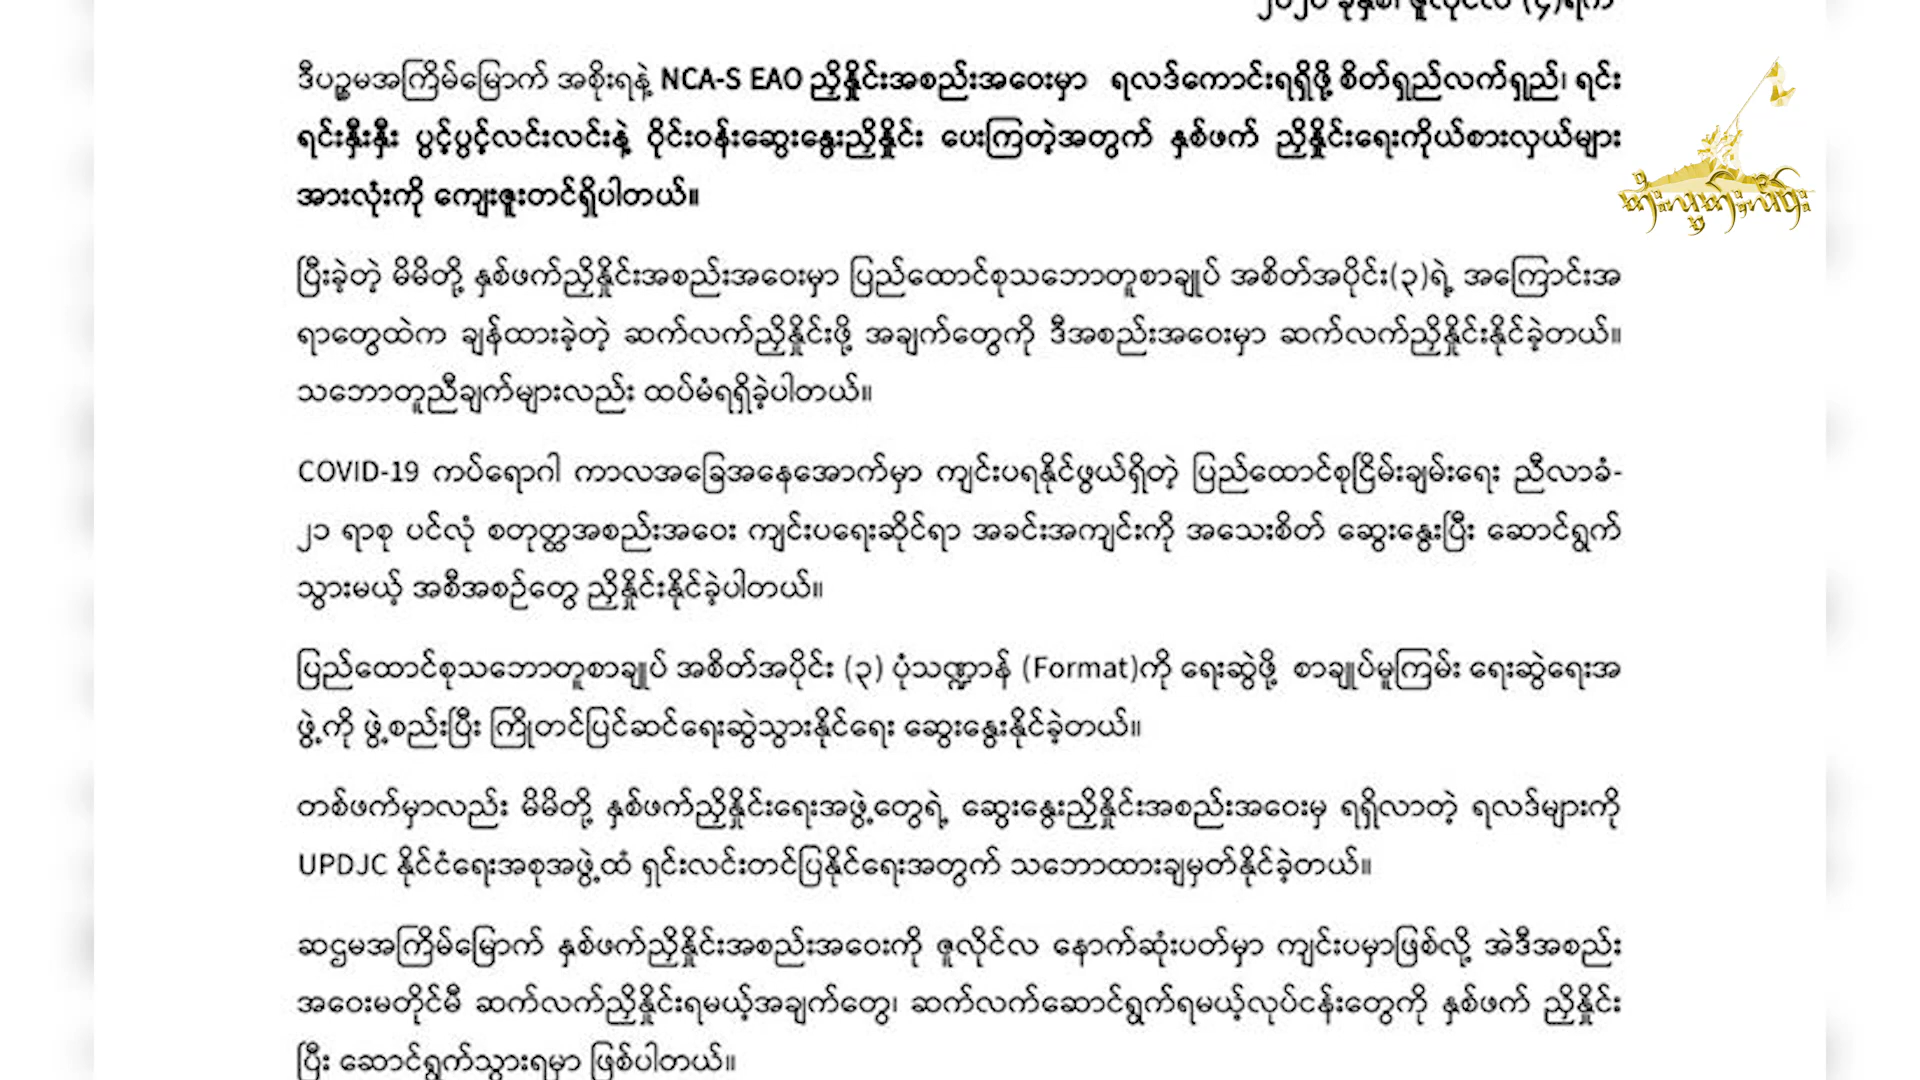 ၂၀၂၀ ခုနှစ်၊ ဇူလိုင်လ (၄)ရက်
ဒီပဉ္စမအကြိမ်မြောက် အစိုးရနဲ့ NCA-S EAO ညှိနှိုင်းအစည်းအဝေးမှာ ရလဒ်ကောင်းရရှိဖို့ စိတ်ရှည်လက်ရှည်၊ ရင်း
ရင်းနှီးနှီး ပွင့်ပွင့်လင်းလင်းနဲ့ ဝိုင်းဝန်းဆွေးနွေးညှိနှိုင်း ပေးကြတဲ့အတွက် နှစ်ဖက် ညှိနှိုင်းရေးကိုယ်စားလှယ်များ
အားလုံးကို ကျေးဇူးတင်ရှိပါတယ်။
ပြီးခဲ့တဲ့ မိမိတို့ နှစ်ဖက်ညှိနှိုင်းအစည်းအဝေးမှာ ပြည်ထောင်စုသဘောတူစာချုပ် အစိတ်အပိုင်း(၃)ရဲ့ အကြောင်းအ
ရာတွေထဲက ချန်ထားခဲ့တဲ့ ဆက်လက်ညှိနှိုင်းဖို့ အချက်တွေကို ဒီအစည်းအဝေးမှာ ဆက်လက်ညှိနှိုင်းနိုင်ခဲ့တယ်။
သဘောတူညီချက်များလည်း ထပ်မံရရှိခဲ့ပါတယ်။
COVID-19 ကပ်ရောဂါ ကာလအခြေအနေအောက်မှာ ကျင်းပရနိုင်ဖွယ်ရှိတဲ့ ပြည်ထောင်စုငြိမ်းချမ်းရေး ညီလာခံ-
၂၁ ရာစု ပင်လုံ စတုတ္ထအစည်းအဝေး ကျင်းပရေးဆိုင်ရာ အခင်းအကျင်းကို အသေးစိတ် ဆွေးနွေးပြီး ဆောင်ရွက်
သွားမယ့် အစီအစဉ်တွေ ညှိနှိုင်းနိုင်ခဲ့ပါတယ်။
ပြည်ထောင်စုသဘောတူစာချုပ် အစိတ်အပိုင်း (၃) ပုံသဏ္ဍာန် (Format)ကို ရေးဆွဲဖို့ စာချုပ်မူကြမ်း ရေးဆွဲရေးအ
ဖွဲ့ကို ဖွဲ့စည်းပြီး ကြိုတင်ပြင်ဆင်ရေးဆွဲသွားနိုင်ရေး ဆွေးနွေးနိုင်ခဲ့တယ်။
တစ်ဖက်မှာလည်း မိမိတို့ နှစ်ဖက်ညှိနှိုင်းရေးအဖွဲ့တွေရဲ့ ဆွေးနွေးညှိနှိုင်းအစည်းအဝေးမှ ရရှိလာတဲ့ ရလဒ်များကို
UPDJC နိုင်ငံရေးအစုအဖွဲ့ထံ ရှင်းလင်းတင်ပြနိုင်ရေးအတွက် သဘောထားချမှတ်နိုင်ခဲ့တယ်။
ဆဌမအကြိမ်မြောက် နှစ်ဖက်ညှိနှိုင်းအစည်းအဝေးကို ဇူလိုင်လ နောက်ဆုံးပတ်မှာ ကျင်းပမှာဖြစ်လို့ အဲဒီအစည်း
အဝေးမတိုင်မီ ဆက်လက်ညှိနှိုင်းရမယ့်အချက်တွေ၊ ဆက်လက်ဆောင်ရွက်ရမယ့်လုပ်ငန်းတွေကို နှစ်ဖက် ညှိနှိုင်း
ပြီး ဆောင်ရွက်သွားရမှာ ဖြစ်ပါတယ်။